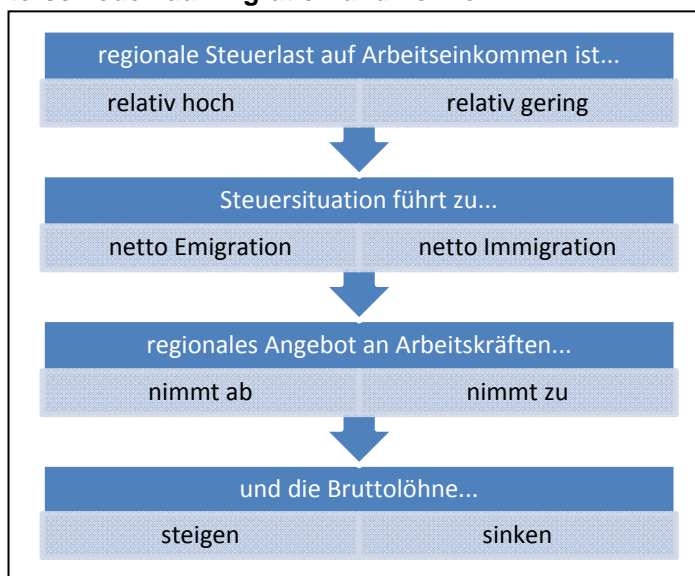 regionale Steuerlast auf Arbeitseinkommen ist...
relativ hoch relativ gering
Steuersituation führt zu...
netto Emigration netto Immigration
regionales Angebot an Arbeitskräften...
nimmt ab nimmt zu
und die Bruttolöhne...
steigen sinken